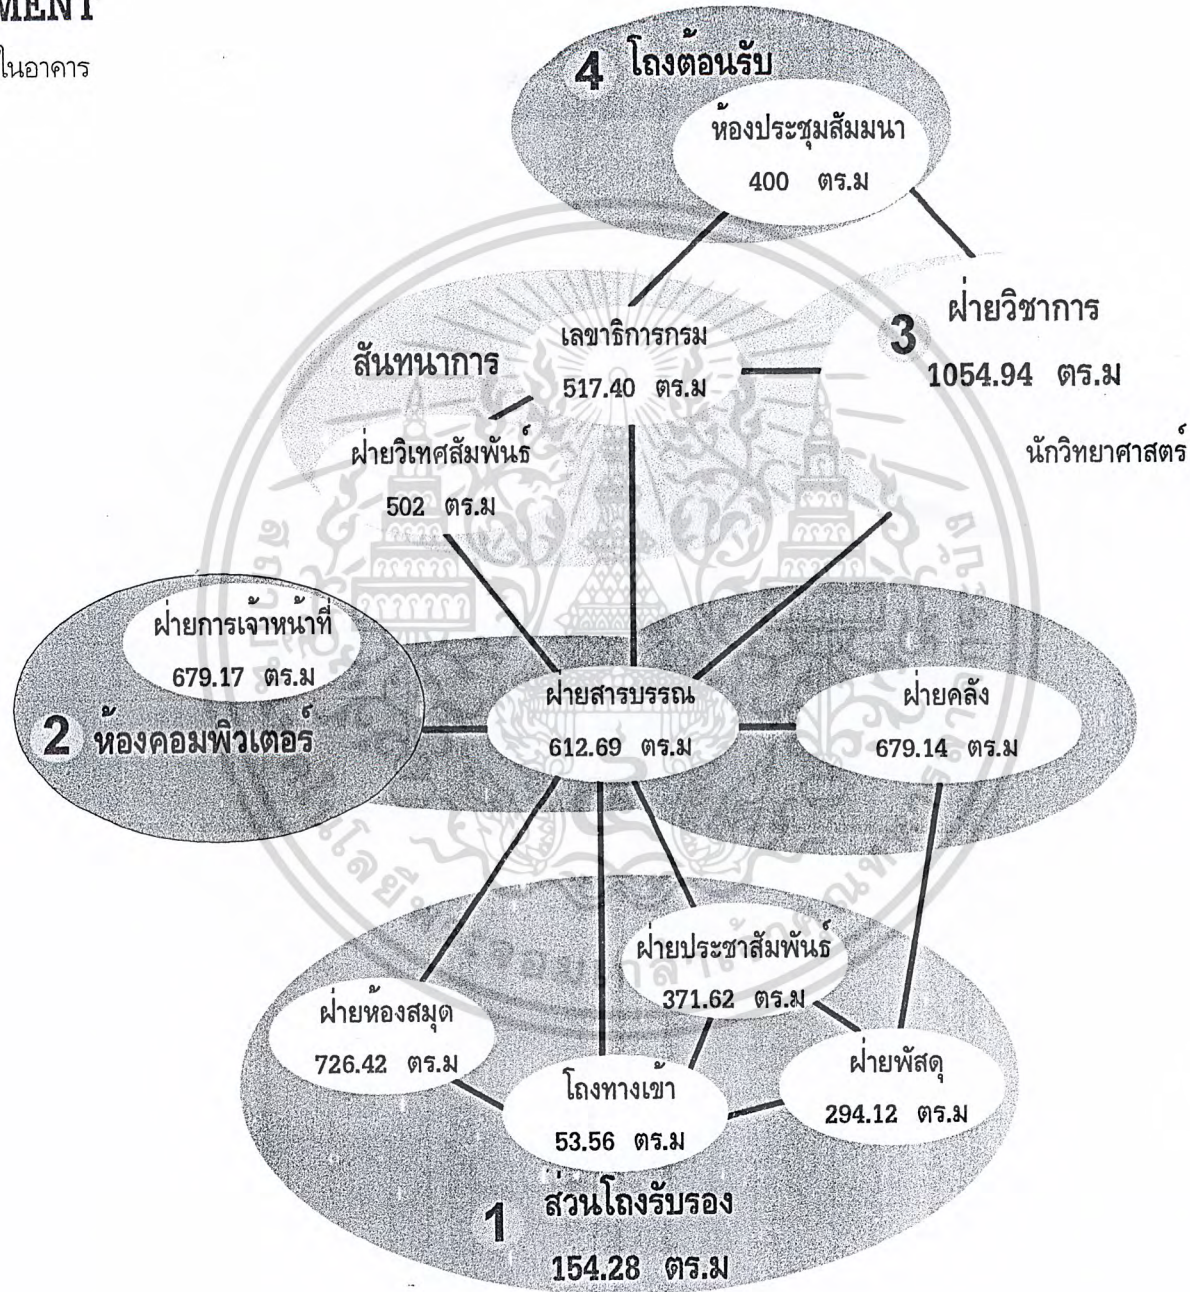 MENT
ในอาคาร
4 โถงต้อนรับ
ห้องประชุมสัมมนา
400 ตร.ม
3 ฝ่ายวิชาการ
1054.94 ตร.ม
นักวิทยาศาสตร์
เลขาธิการกรม
517.40 ตร.ม
สันทนาการ
ฝ่ายวิเทศสัมพันธ์
502 ตร.ม
ฝ่ายการเจ้าหน้าที่
679.17 ตร.ม
2 ห้องคอมพิวเตอร์
ฝ่ายสารบรรณ
612.69 ตร.ม
ฝ่ายคลัง
679.14 ตร.ม
ฝ่ายประชาสัมพันธ์
371.62 ตร.ม
ฝ่ายห้องสมุด
726.42 ตร.ม
โถงทางเข้า
53.56 ตร.ม
ฝ่ายพัสดุ
294.12 ตร.ม
1 ส่วนโถงรับรอง
154.28 ตร.ม